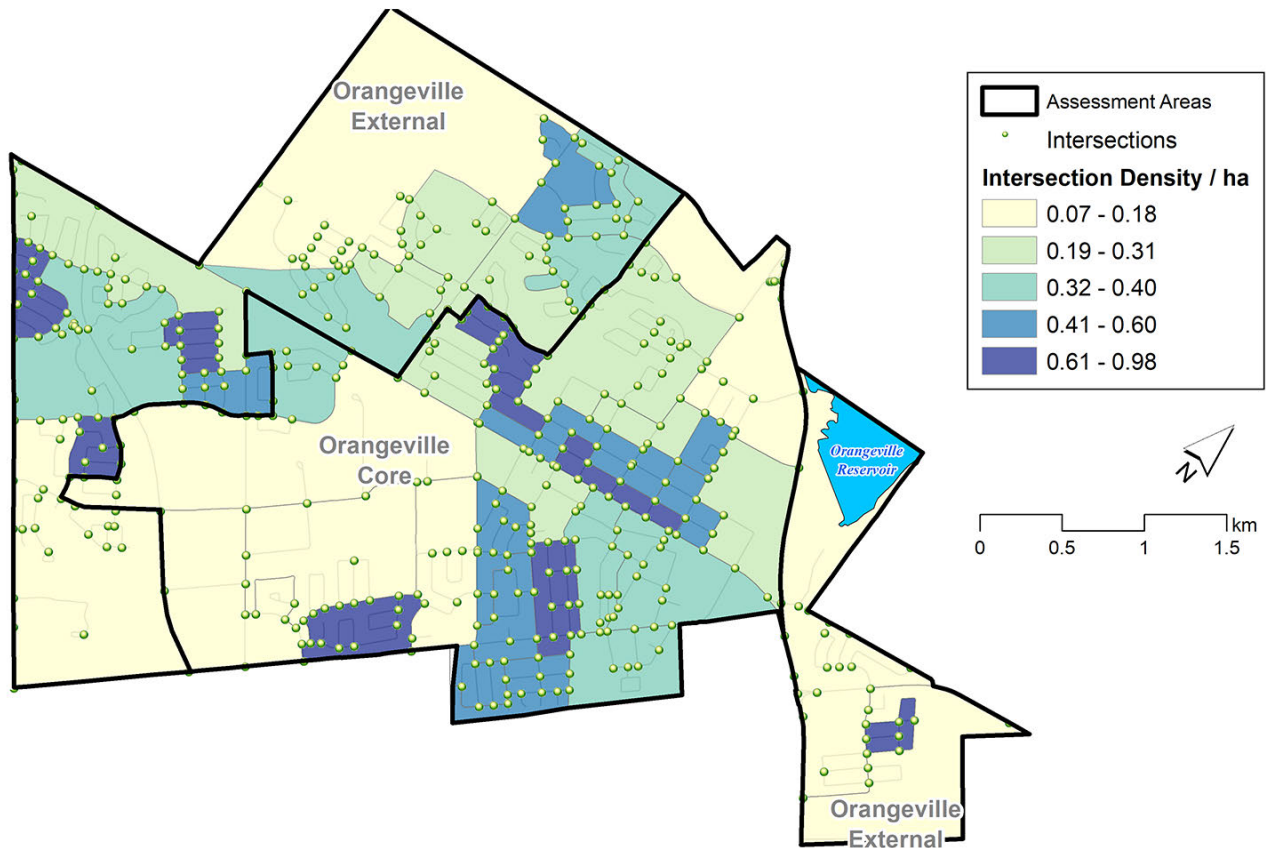 Orangeville
External
Assessment Areas
Intersections
Intersection Density / ha
0.07 - 0.18
0.19 - 0.31
0.32 - 0.40
0.41 - 0.60
0.61 - 0.98
Orangeville
Core
Orangeville
Reservoir
N
km
0 0.5 1 1.5
Orangeville
External